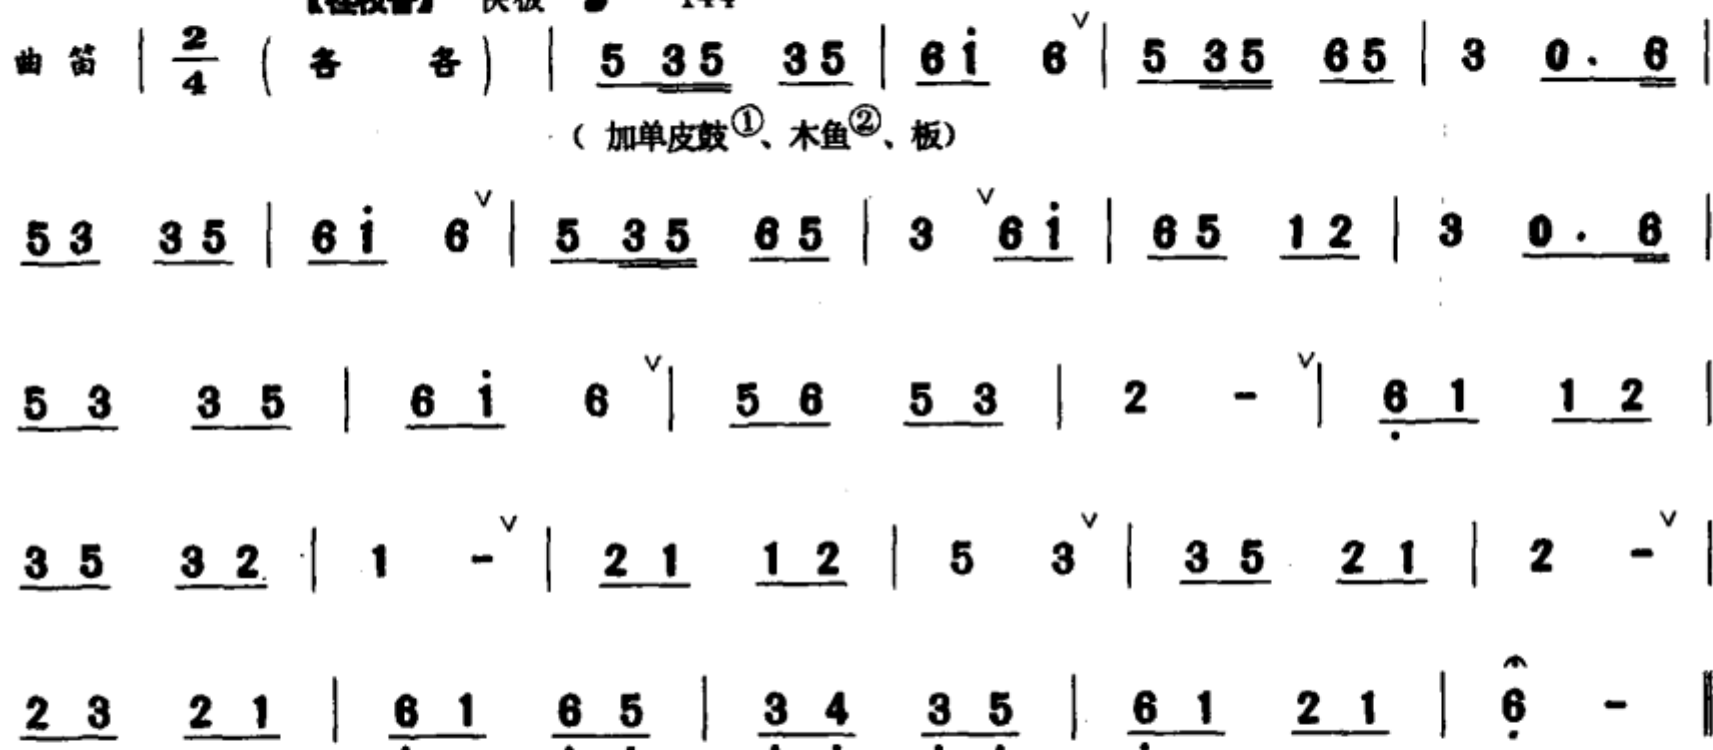 快板 144
曲笛 | 2/4 ( 各 各 ) | 5 35 35 | 6 i̇ 6 ∨ | 5 35 65 | 3 0 . 6 |
( 加单皮鼓①、木鱼②、板)
53 35 | 6 i̇ 6 ∨ | 5 35 65 | 3 ∨ 6 i̇ | 65 12 | 3 0 . 6 |
5 3 3 5 | 6 i̇ 6 ∨ | 5 6 5 3 | 2 - ∨ | 6̣ 1 1 2 |
3 5 3 2 | 1 - ∨ | 2 1 1 2 | 5 3 ∨ | 3 5 2 1 | 2 - ∨ |
2 3 2 1 | 6̣ 1 6̣ 5̣ | 3̣ 4̣ 3̣ 5̣ | 6̣ 1 2 1 | 6̣ - ‖